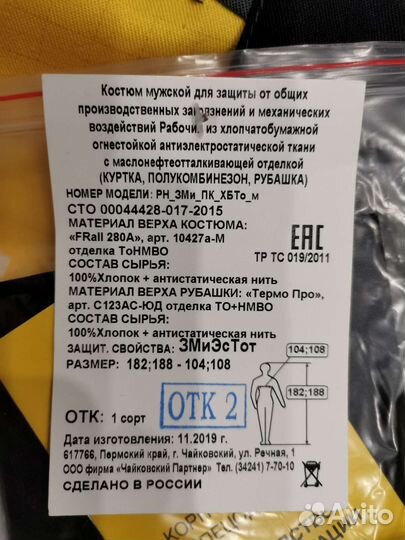 Костюм мужской для защиты от общих
производственных загрязнений и механических
воздействий Рабочий из хлопчатобумажной
огнестойкой антиэлектростатической ткани
с маслонефтеотталкивающей отделкой
(КУРТКА, ПОЛУКОМБИНЕЗОН, РУБАШКА)
НОМЕР МОДЕЛИ: РН_ЗМи_ПК_ХБТо_м
СТО 00044428-017-2015
МАТЕРИАЛ ВЕРХА КОСТЮМА:
«FRall 280A», арт. 10427а-М
отделка ТоНМВО
EAC
ТР ТС 019/2011
СОСТАВ СЫРЬЯ:
100%Хлопок + антистатическая нить
МАТЕРИАЛ ВЕРХА РУБАШКИ: «Термо Про»,
арт. С123АС-ЮД отделка ТО+НМВО
СОСТАВ СЫРЬЯ:
100%Хлопок + антистатическая нить
ЗАЩИТ. СВОЙСТВА: ЗМиЭсТот
РАЗМЕР: 182;188 - 104;108
104;108
182;188
ОТК: 1 сорт
ОТК 2
Дата изготовления: 11.2019 г.
617766, Пермский край, г. Чайковский, ул. Речная, 1
ООО фирма «Чайковский Партнер» Тел. (34241) 7-70-10
СДЕЛАНО В РОССИИ
Avito